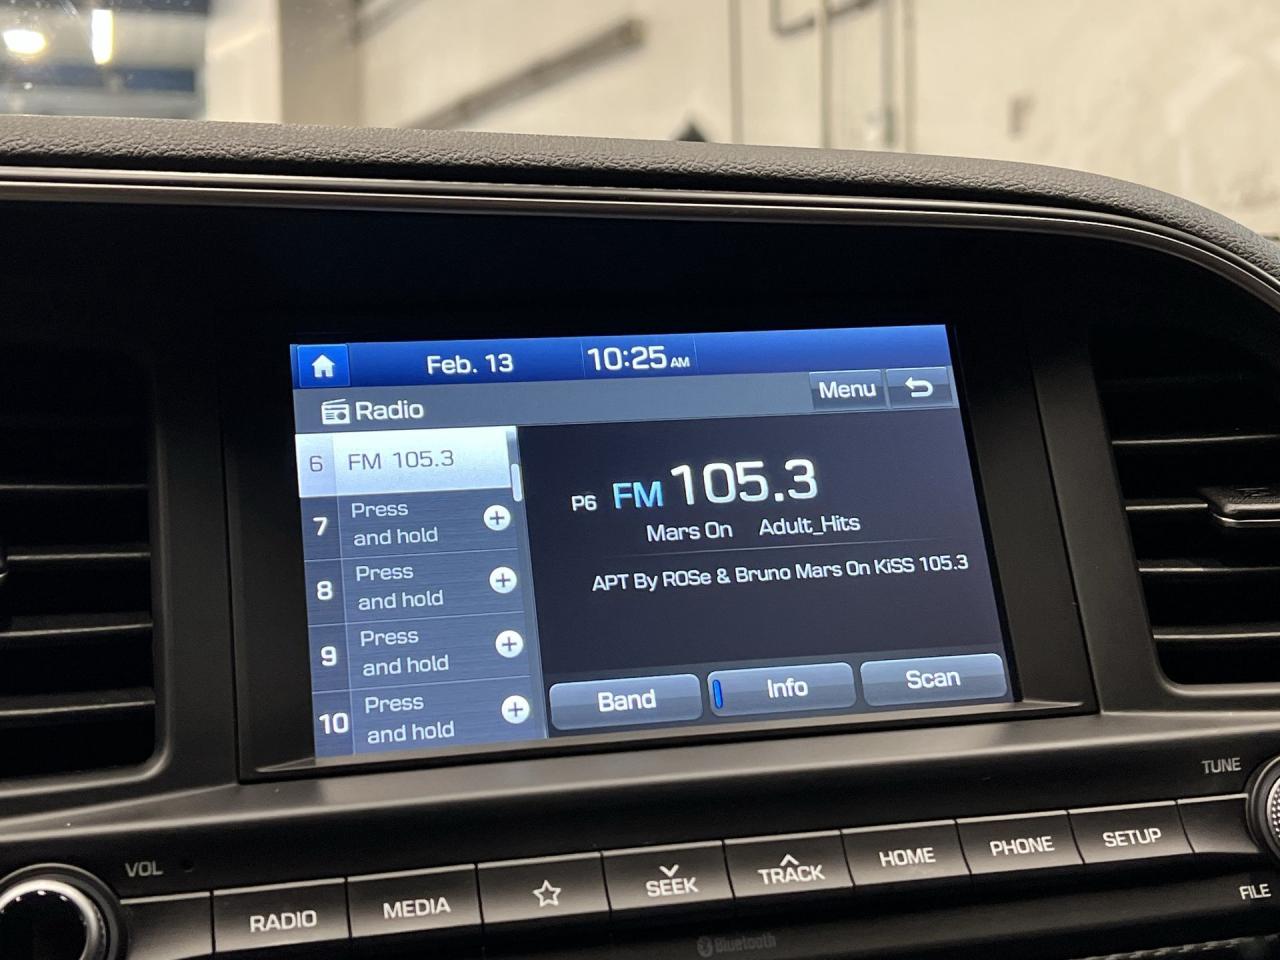 Feb. 13 10:25 AM
Radio Menu
6 FM 105.3
7 Press and hold
8 Press and hold
9 Press and hold
10 Press and hold
P6 FM 105.3
Mars On Adult_Hits
APT By ROSe & Bruno Mars On KiSS 105.3
Band Info Scan
VOL
TUNE
RADIO MEDIA SEEK TRACK HOME PHONE SETUP
FILE
Bluetooth